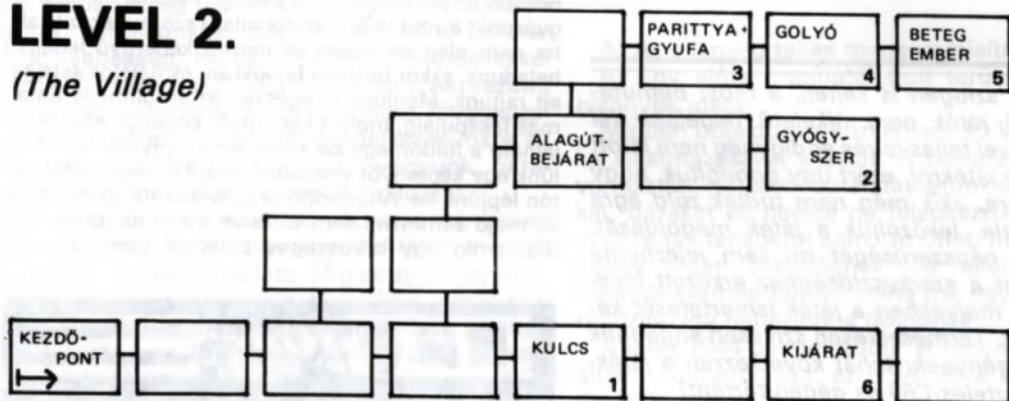 LEVEL 2.
(The Village)
PARITTYA •
GYUFA
3
GOLYÓ
4
BETEG
EMBER
5
ALAGÚT
BEJÁRAT
GYÓGY
SZER
2
KEZDŐ •
PONT
KULCS
1
KIJÁRAT
6